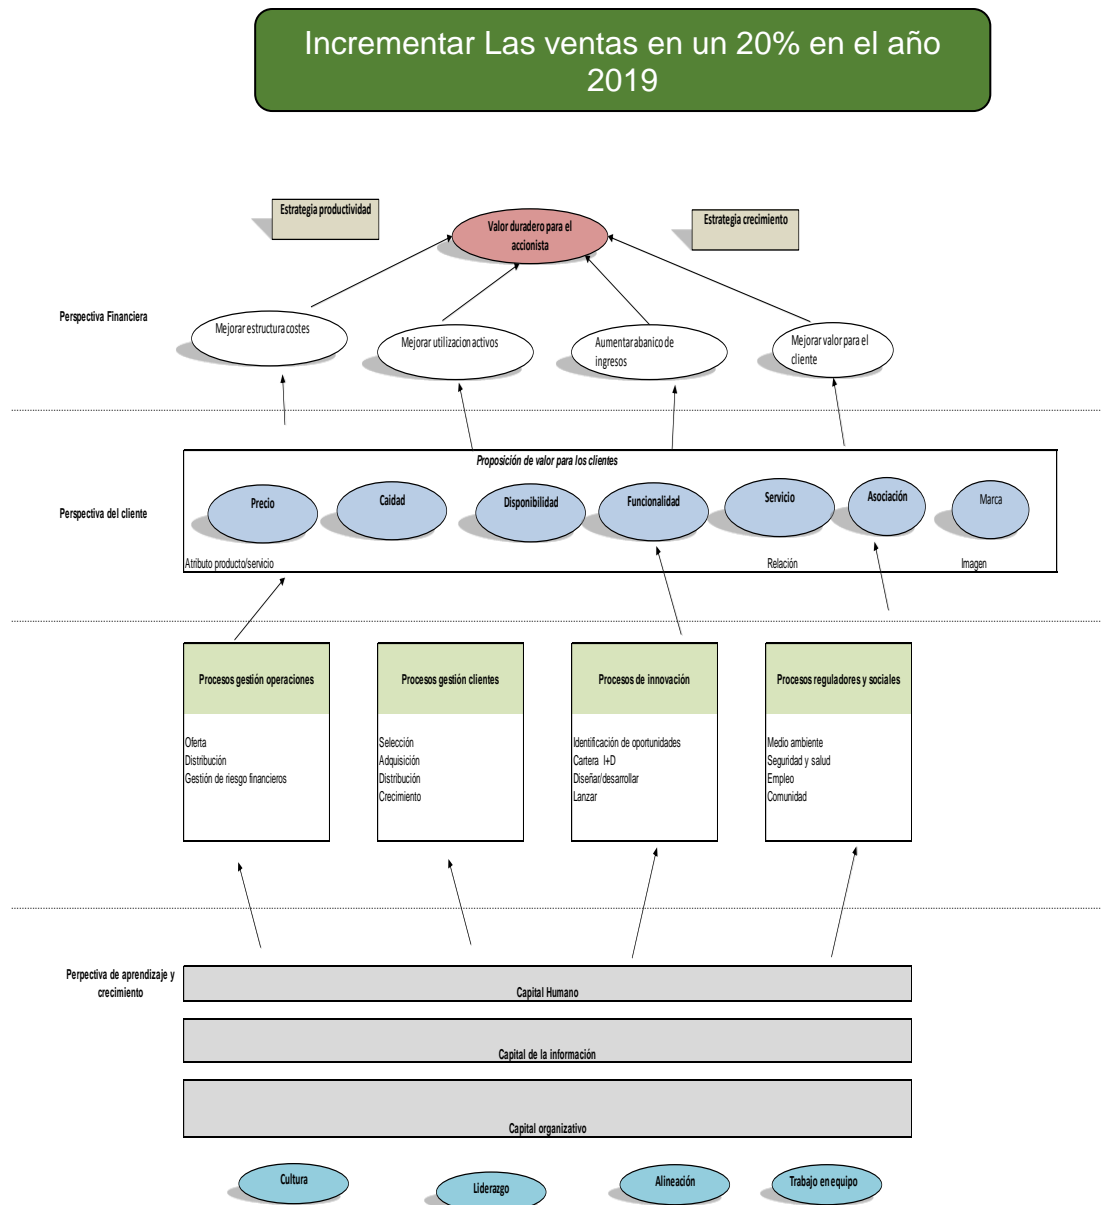 Incrementar Las ventas en un 20% en el año
2019
Estrategia productividad
Valor duradero para el
accionista
Estrategia crecimiento
Perspectiva Financiera
Mejorar estructura costes
Mejorar utilizacion activos
Aumentar abanico de
ingresos
Mejorar valor para el
cliente
Proposición de valor para los clientes
Perspectiva del cliente
Precio
Caidad
Disponibilidad
Funcionalidad
Servicio
Asociación
Marca
Atributo producto/servicio
Relación
Imagen
Procesos gestión operaciones
Procesos gestión clientes
Procesos de innovación
Procesos reguladores y sociales
Oferta
Distribución
Gestión de riesgo financieros
Selección
Adquisición
Distribución
Crecimiento
Identificación de oportunidades
Cartera I+D
Diseñar/desarrollar
Lanzar
Medio ambiente
Seguridad y salud
Empleo
Comunidad
Perpectiva de aprendizaje y
crecimiento
Capital Humano
Capital de la información
Capital organizativo
Cultura
Liderazgo
Alineación
Trabajo en equipo